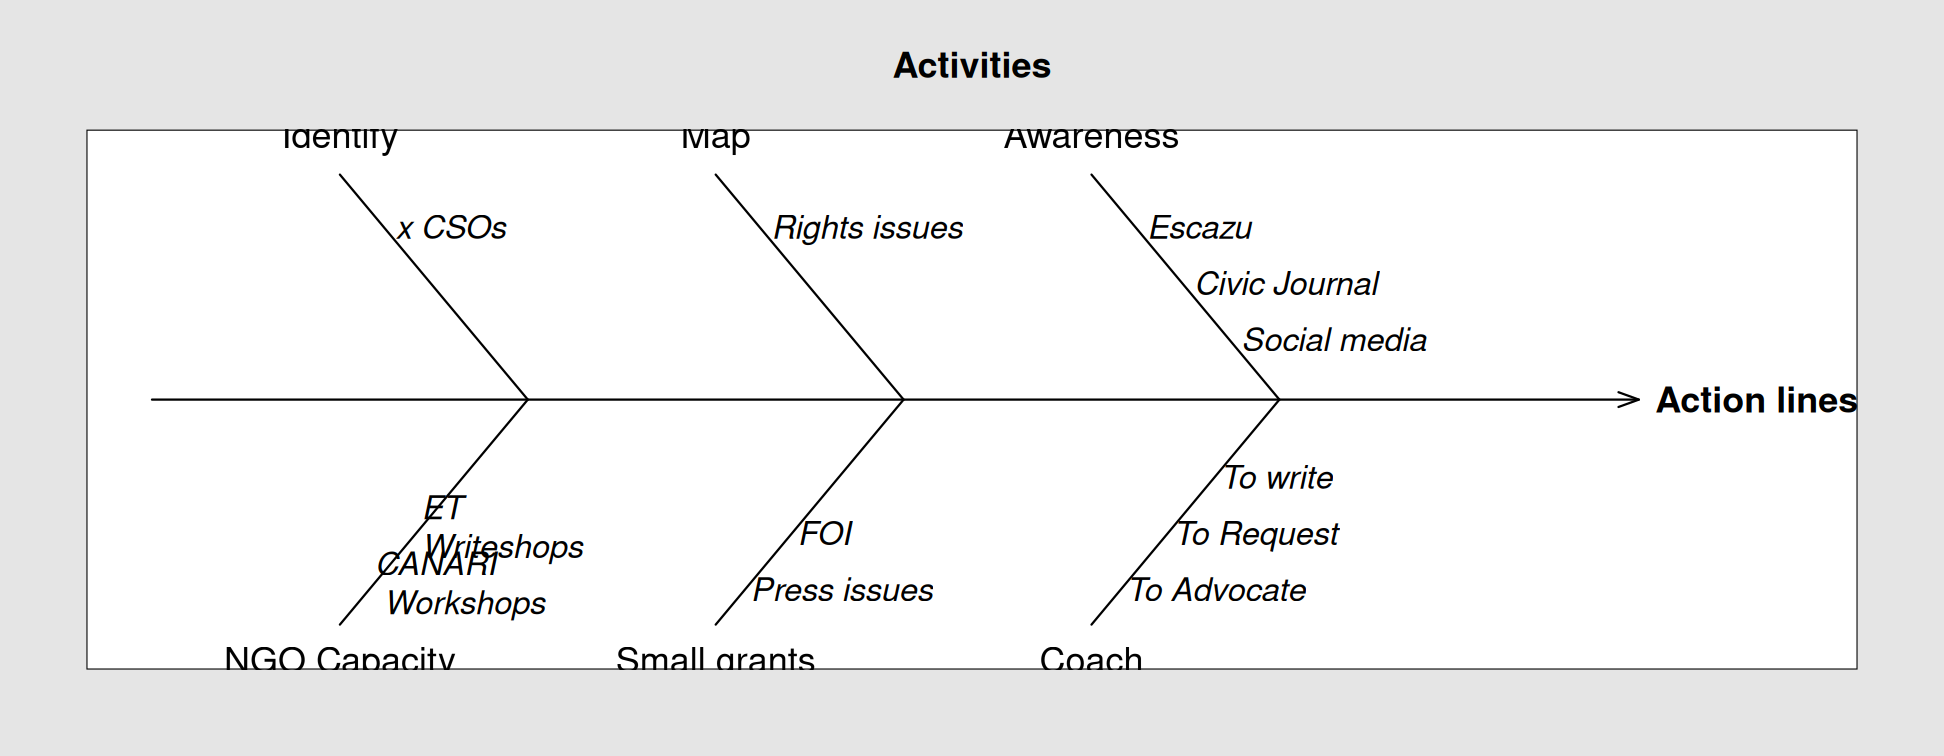 Activities
Identify
Map
Awareness
x CSOs
Rights issues
Escazu
Civic Journal
Social media
Action lines
To write
ET
Writeshops
FOI
To Request
CANARI
Workshops
Press issues
To Advocate
NGO Capacity
Small grants
Coach